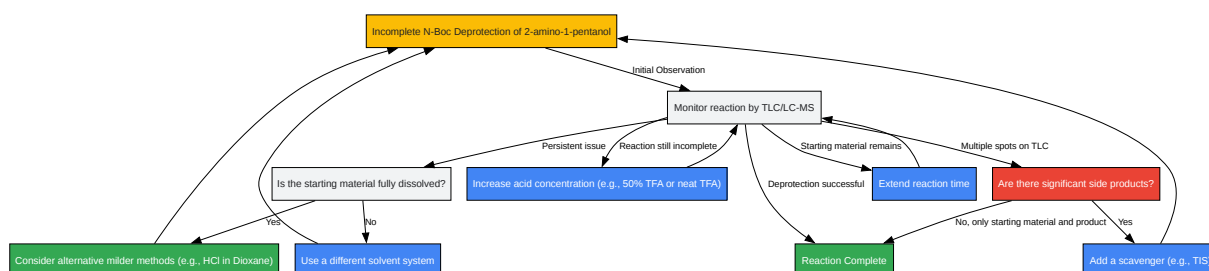 Incomplete N-Boc Deprotection of 2-amino-1-pentanol
Initial Observation
Monitor reaction by TLC/LC-MS
Persistent issue
Reaction still incomplete
Starting material remains
Multiple spots on TLC
Is the starting material fully dissolved?
Increase acid concentration (e.g., 50% TFA or neat TFA)
Deprotection successful
Extend reaction time
Are there significant side products?
Yes
No
No, only starting material and product
Yes
Consider alternative milder methods (e.g., HCl in Dioxane)
Use a different solvent system
Reaction Complete
Add a scavenger (e.g., TIS)